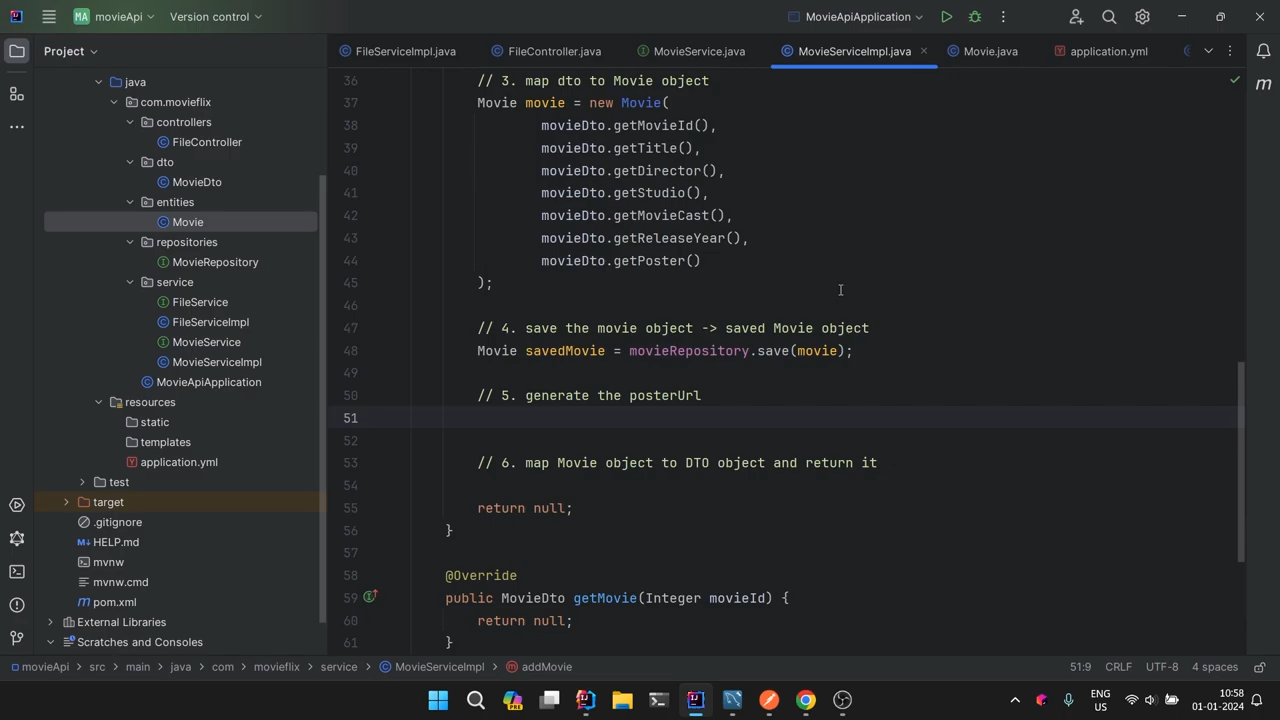 MA movieApi Version control MovieApiApplication
Project FileServiceImpl.java FileController.java MovieService.java MovieServiceImpl.java Movie.java application.yml
java
com.movieflix
controllers
FileController
dto
MovieDto
entities
Movie
repositories
MovieRepository
service
FileService
FileServiceImpl
MovieService
MovieServiceImpl
MovieApiApplication
resources
static
templates
application.yml
test
target
.gitignore
HELP.md
mvnw
mvnw.cmd
pom.xml
External Libraries
Scratches and Consoles
36 // 3. map dto to Movie object
37 Movie movie = new Movie(
38 movieDto.getMovieId(),
39 movieDto.getTitle(),
40 movieDto.getDirector(),
41 movieDto.getStudio(),
42 movieDto.getMovieCast(),
43 movieDto.getReleaseYear(),
44 movieDto.getPoster()
45 );
46
47 // 4. save the movie object -> saved Movie object
48 Movie savedMovie = movieRepository.save(movie);
49
50 // 5. generate the posterUrl
51
52
53 // 6. map Movie object to DTO object and return it
54
55 return null;
56 }
57
58 @Override
59 public MovieDto getMovie(Integer movieId) {
60 return null;
61 }
movieApi > src > main > java > com > movieflix > service > MovieServiceImpl > addMovie 51:9 CRLF UTF-8 4 spaces
ENG 10:58
US 01-01-2024